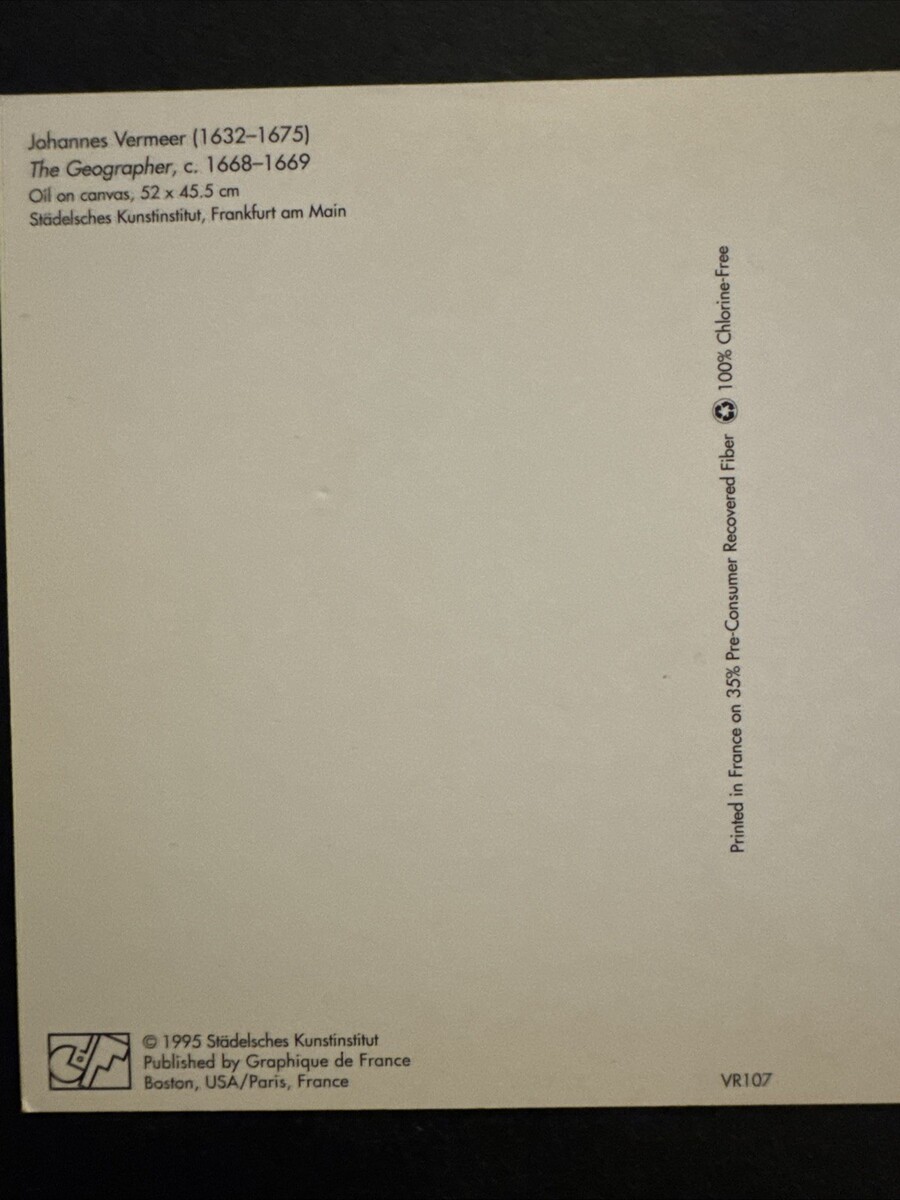 Johannes Vermeer (1632–1675)
The Geographer, c. 1668–1669
Oil on canvas, 52 x 45.5 cm
Städelsches Kunstinstitut, Frankfurt am Main
Printed in France on 35% Pre-Consumer Recovered Fiber 100% Chlorine-Free
© 1995 Städelsches Kunstinstitut
Published by Graphique de France
Boston, USA/Paris, France
VR107